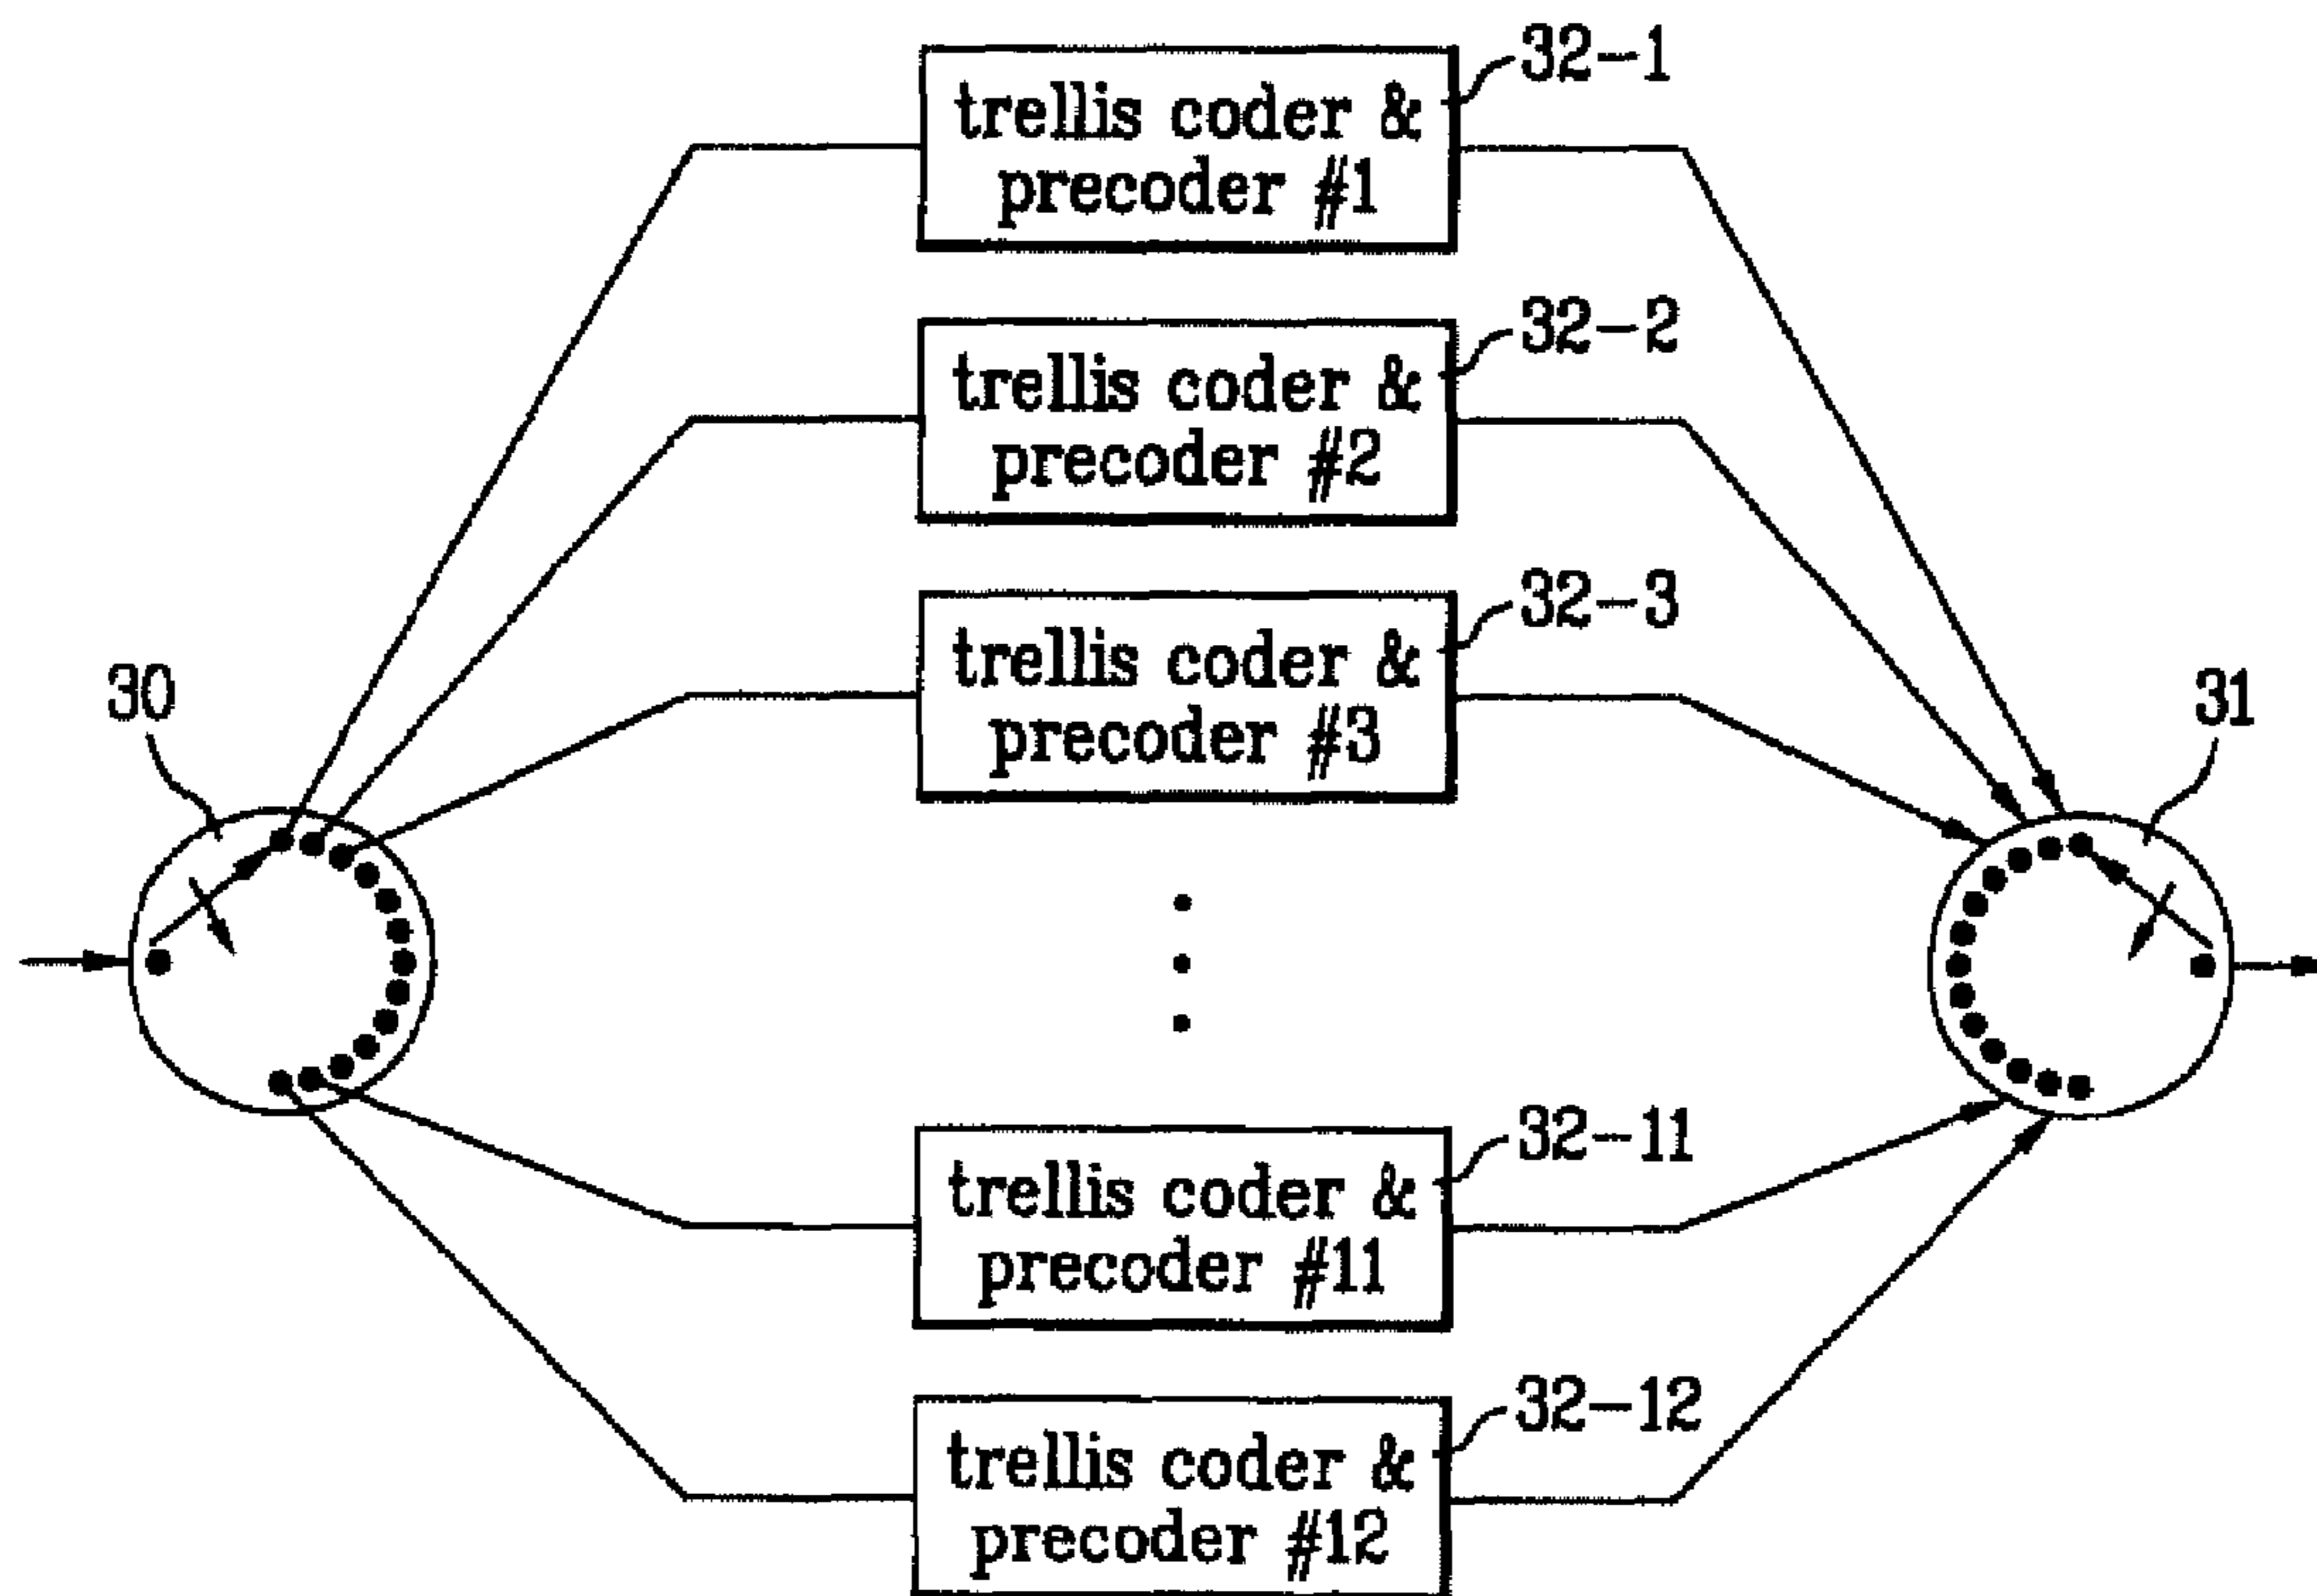 32-1
trellis coder &
precoder #1
32-2
trellis coder &
precoder #2
32-3
trellis coder &
precoder #3
30
31
32-11
trellis coder &
precoder #11
32-12
trellis coder &
precoder #12